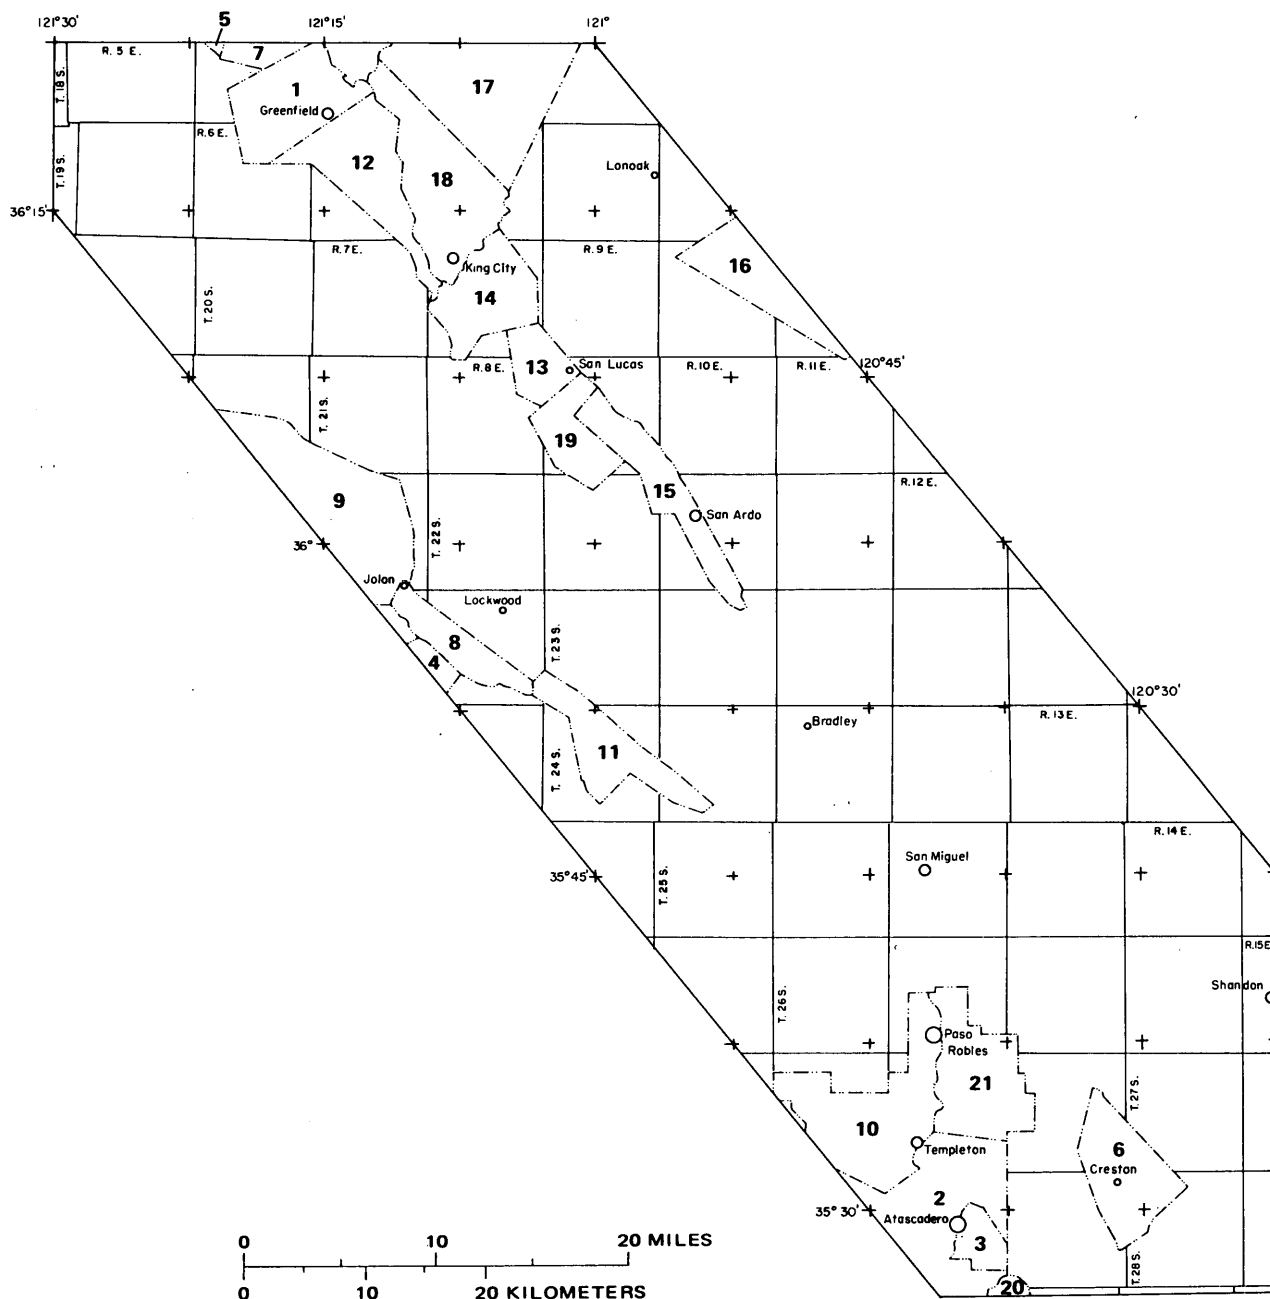 121°30'
5
121°15'
121°
R. 5 E.
7
17
T. 18 S.
1
Greenfield
R.6 E.
12
Lonoak
T. 19 S.
18
36°15'
R. 7 E.
R. 9 E.
16
King City
14
T. 20 S.
R. 8 E.
13
San Lucas
R. 10 E.
R. 11 E.
120°45'
T. 21 S.
19
9
15
R. 12 E.
San Ardo
T. 22 S.
36°
Jolon
Lockwood
8
T. 23 S.
4
120°30'
R. 13 E.
Bradley
11
T. 24 S.
R. 14 E.
San Miguel
35°45'
T. 25 S.
R. 15 E
Shandon
T. 26 S.
Paso
Robles
21
T. 27 S.
10
Templeton
6
Creston
2
35° 30'
Atascadero
3
T. 28 S.
20
0 10 20 MILES
0 10 20 KILOMETERS